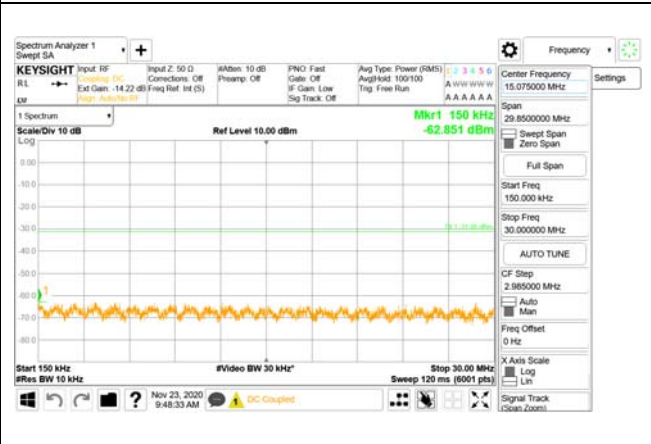 Spectrum Analyzer 1
Swept SA
+
Frequency
KEYSIGHT
RL
Input: RF
Coupling: DC
Ext Gain: -14.22 dB
Align: Auto/No RF
Input Z: 50 Ω
Corrections: Off
Freq Ref: Int (S)
#Atten: 10 dB
Preamp: Off
PNO: Fast
Gate: Off
IF Gain: Low
Sig Track: Off
Avg Type: Power (RMS)
Avg|Hold: 100/100
Trig: Free Run
1 2 3 4 5 6
A W W W W W
A A A A A A
1 Spectrum
Scale/Div 10 dB
Log
Ref Level 10.00 dBm
Mkr1 150 kHz
-62.851 dBm
0.00
-10.0
-20.0
-30.0
-40.0
-50.0
-60.0
-70.0
-80.0
1
Start 150 kHz
#Res BW 10 kHz
#Video BW 30 kHz*
Stop 30.00 MHz
Sweep 120 ms (6001 pts)
?
Nov 23, 2020
9:48:33 AM
1
DC Coupled
Center Frequency
15.075000 MHz
Settings
Span
29.8500000 MHz
Swept Span
Zero Span
Full Span
Start Freq
150.000 kHz
Stop Freq
30.000000 MHz
AUTO TUNE
CF Step
2.985000 MHz
Auto
Man
Freq Offset
0 Hz
X Axis Scale
Log
Lin
Signal Track
(Span Zoom)